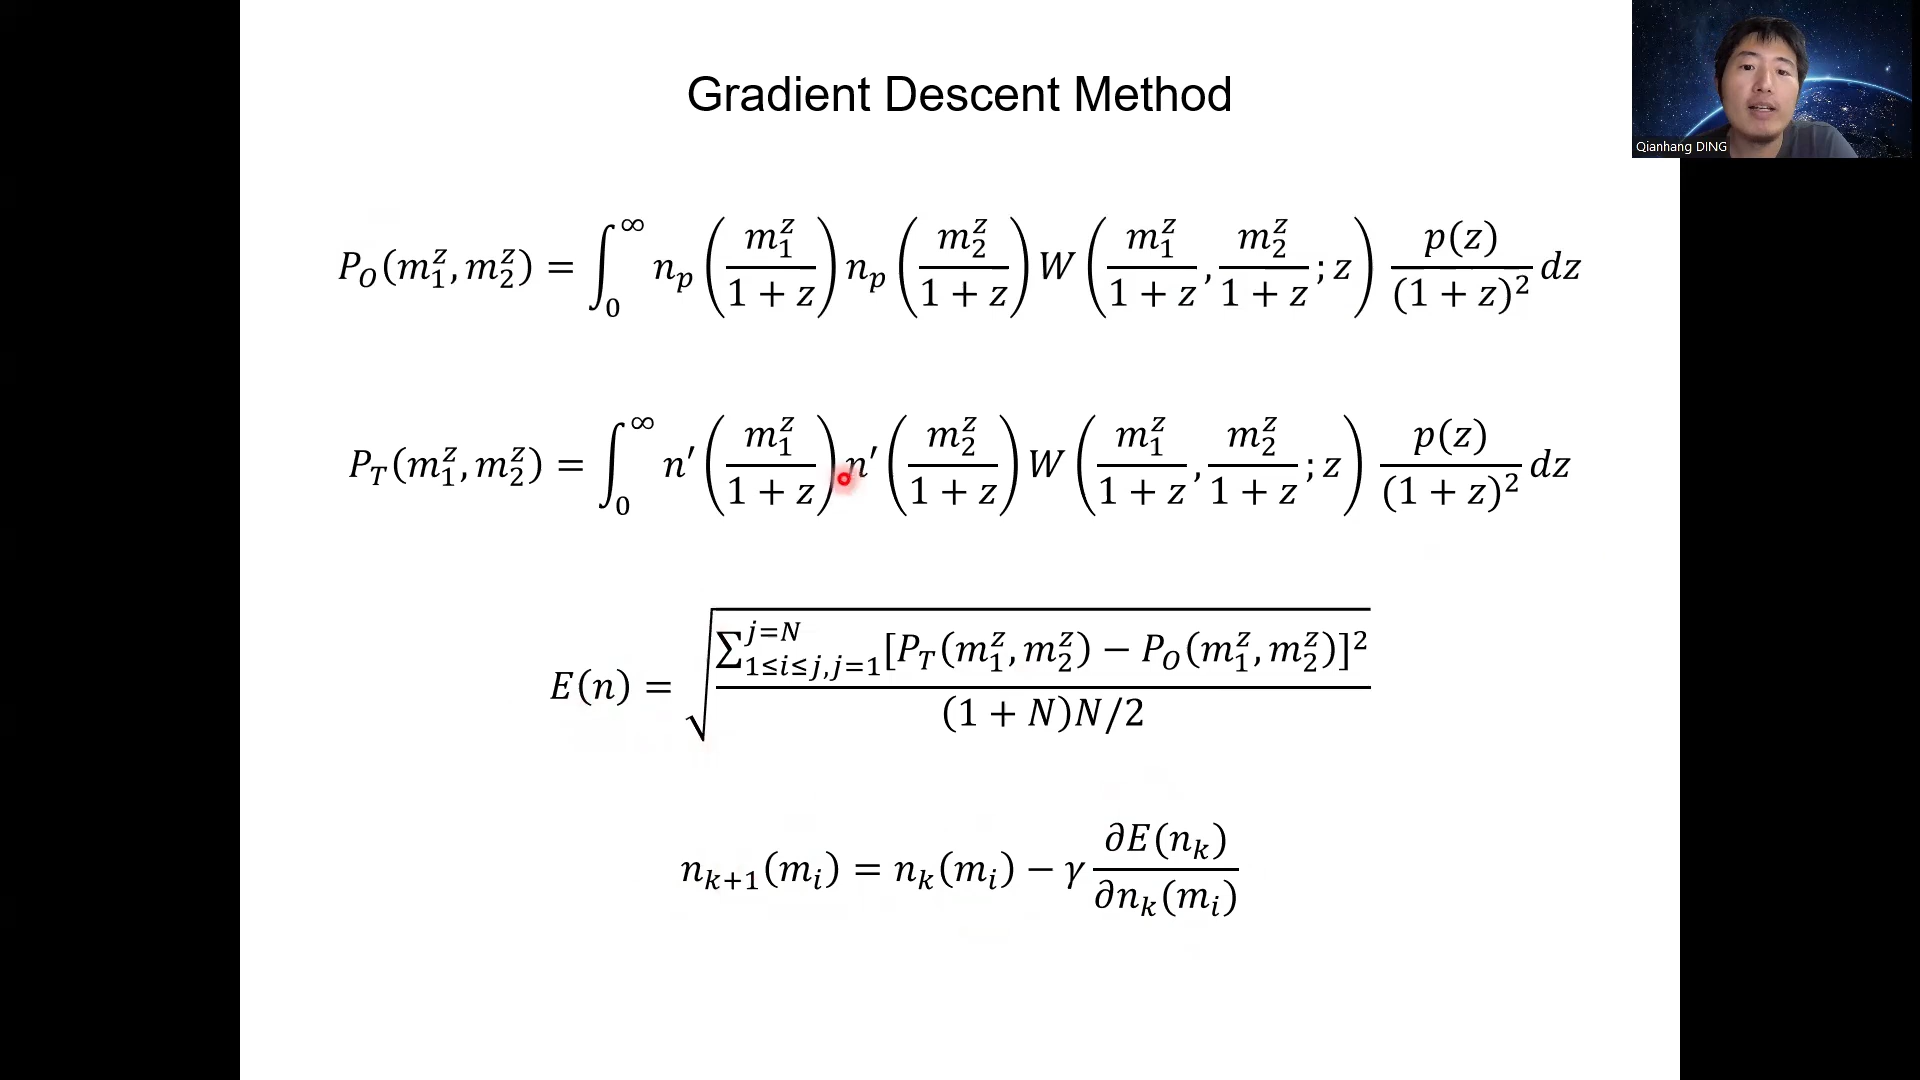 Gradient Descent Method
Qianhang DING
P_O(m_1^z, m_2^z) = ∫_0^∞ n_p(m_1^z/(1 + z)) n_p(m_2^z/(1 + z)) W(m_1^z/(1 + z), m_2^z/(1 + z); z) p(z)/(1 + z)^2 dz
P_T(m_1^z, m_2^z) = ∫_0^∞ n′(m_1^z/(1 + z)) n′(m_2^z/(1 + z)) W(m_1^z/(1 + z), m_2^z/(1 + z); z) p(z)/(1 + z)^2 dz
E(n) = √(∑_{1≤i≤j,j=1}^{j=N} [P_T(m_1^z, m_2^z) − P_O(m_1^z, m_2^z)]^2 / ((1 + N)N/2))
n_{k+1}(m_i) = n_k(m_i) − γ ∂E(n_k)/∂n_k(m_i)